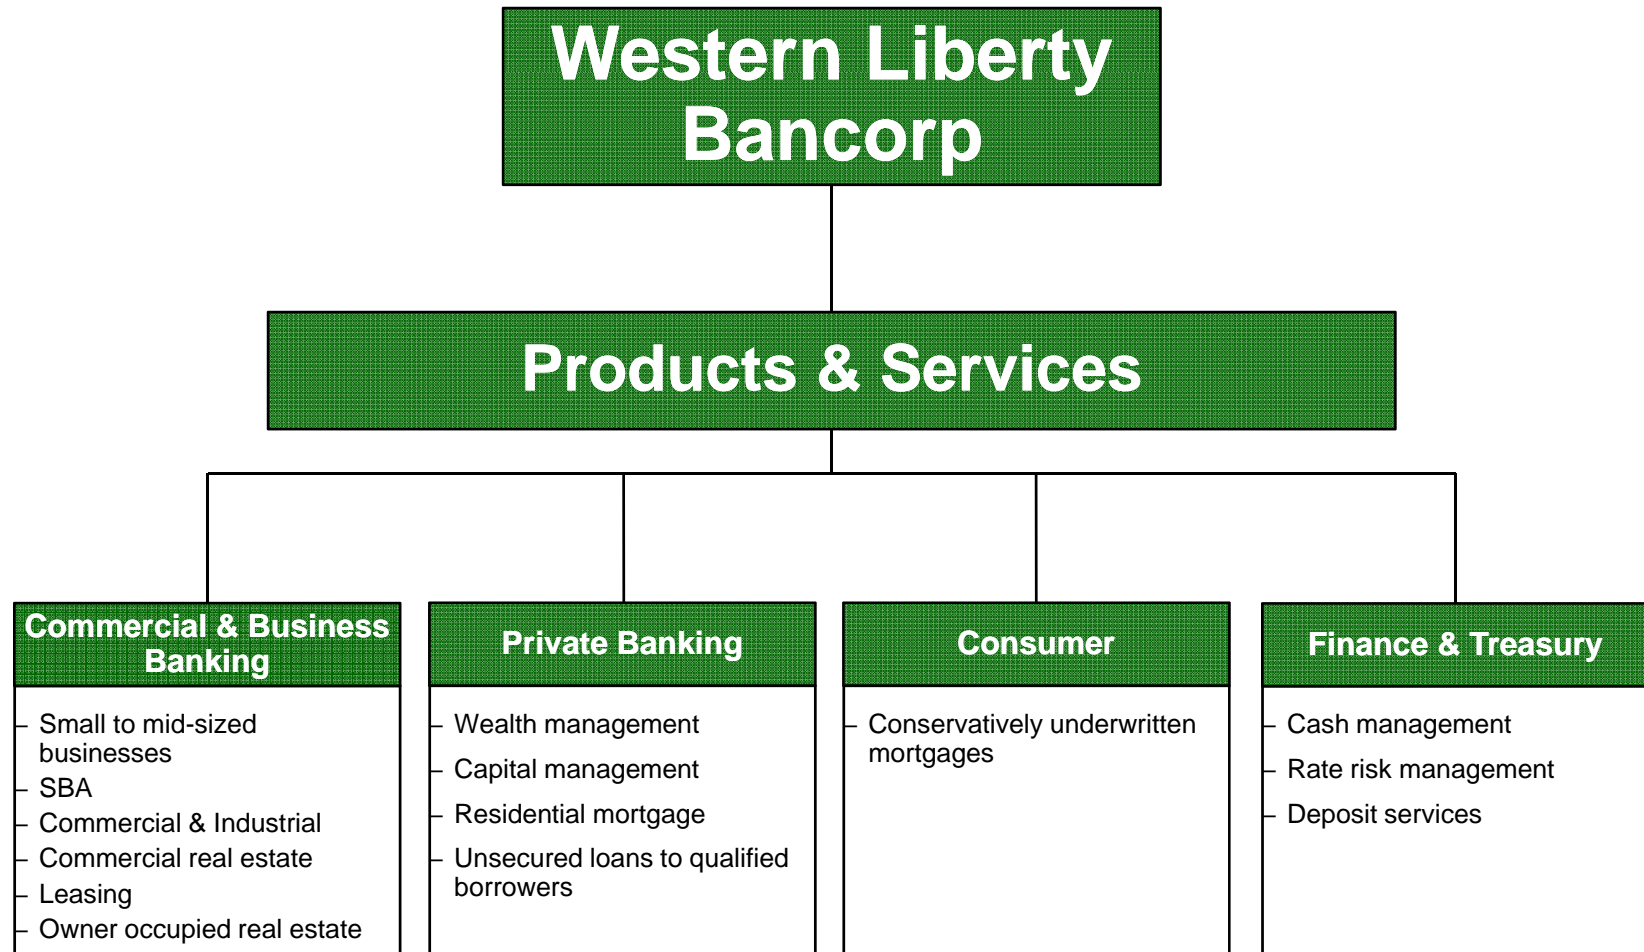 Western Liberty
Bancorp
Products & Services
Commercial & Business
Banking
– Small to mid-sized
businesses
– SBA
– Commercial & Industrial
– Commercial real estate
– Leasing
– Owner occupied real estate
Private Banking
– Wealth management
– Capital management
– Residential mortgage
– Unsecured loans to qualified
borrowers
Consumer
– Conservatively underwritten
mortgages
Finance & Treasury
– Cash management
– Rate risk management
– Deposit services